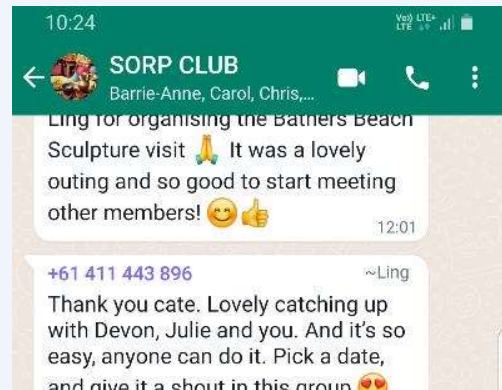 10:24
Vo) LTE+
LTE
SORP CLUB
Barrie-Anne, Carol, Chris,...
Ling for organising the Bathers Beach
Sculpture visit 🙏 It was a lovely
outing and so good to start meeting
other members! 😊👍
12:01
+61 411 443 896 ~Ling
Thank you cate. Lovely catching up
with Devon, Julie and you. And it's so
easy, anyone can do it. Pick a date,
and give it a shout in this group 😍